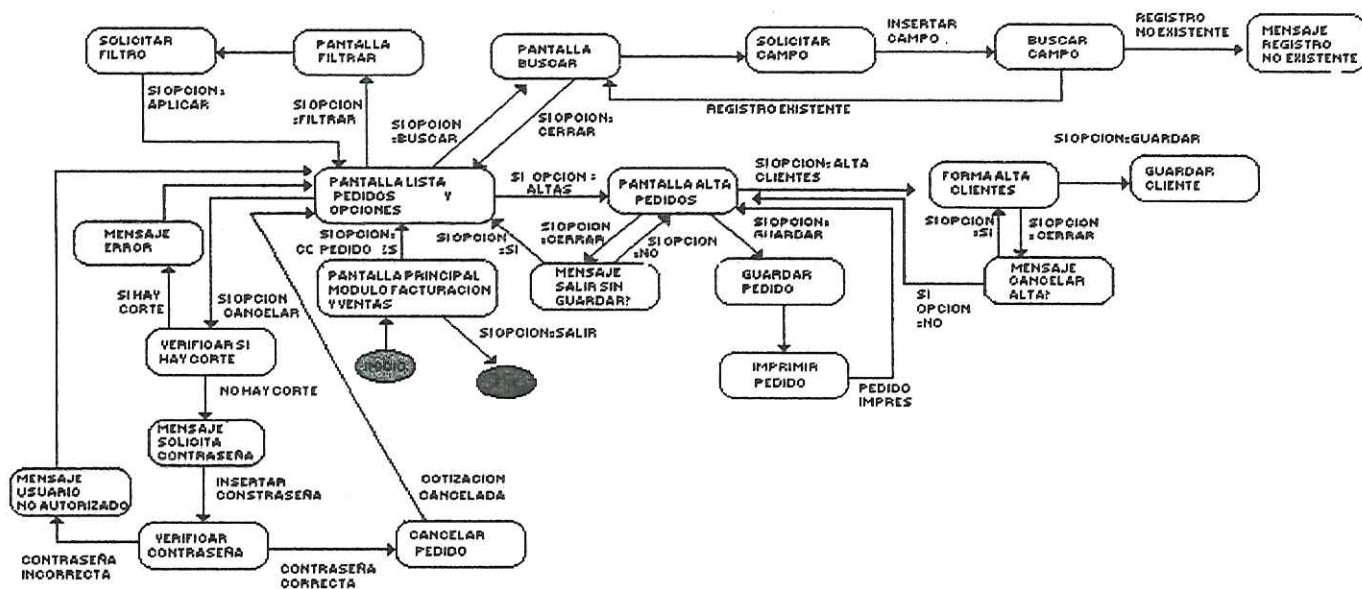 SOLICITAR
FILTRO
PANTALLA
FILTRAR
PANTALLA
BUSCAR
SOLICITAR
CAMPO
INSERTAR
CAMPO
BUSCAR
CAMPO
REGISTRO
NO EXISTENTE
MENSAJE
REGISTRO
NO EXISTENTE
SI OPCION=
APLICAR
SI OPCION
=FILTRAR
SI OPCION
=BUSCAR
SI OPCION=
CERRAR
REGISTRO EXISTENTE
PANTALLA LISTA
PEDIDOS Y
OPCIONES
SI OPCION =
ALTAS
PANTALLA ALTA
PEDIDOS
SI OPCION= ALTA
CLIENTES
FORMA ALTA
CLIENTES
SI OPCION=GUARDAR
GUARDAR
CLIENTE
MENSAJE
ERROR
SI OPCION=
PEDIDO
SI OPCION=SI
SI OPCION
=CERRAR
SI OPCION
=NO
SI OPCION=
GUARDAR
SI OPCION
=SI
SI OPCION
=CERRAR
PANTALLA PRINCIPAL
MODULO FACTURACION
Y VENTAS
MENSAJE
SALIR SIN
GUARDAR?
GUARDAR
PEDIDO
MENSAJE
CANCELAR
ALTA?
SI
OPCION
=NO
SI HAY
CORTE
SI OPCION
CANCELAR
VERIFICAR SI
HAY CORTE
SI OPCION=SALIR
IMPRIMIR
PEDIDO
PEDIDO
IMPRES
NO HAY CORTE
MENSAJE
SOLICITA
CONTRASEÑA
MENSAJE
USUARIO
NO AUTORIZADO
INSERTAR
CONSTRASEÑA
COTIZACION
CANCELADA
VERIFICAR
CONTRASEÑA
CANCELAR
PEDIDO
CONTRASEÑA
INCORRECTA
CONTRASEÑA
CORRECTA